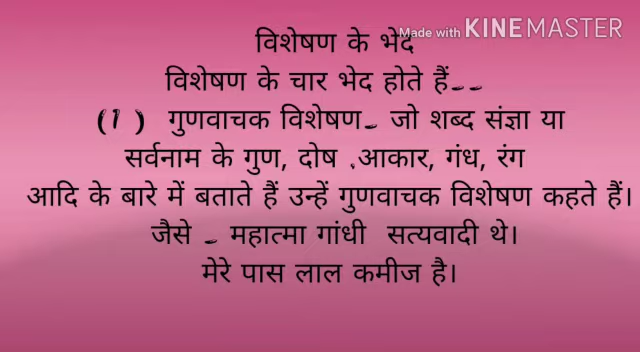 Made with KINEMASTER
विशेषण के भेद
विशेषण के चार भेद होते हैं--
(1) गुणवाचक विशेषण- जो शब्द संज्ञा या
सर्वनाम के गुण, दोष ,आकार, गंध, रंग
आदि के बारे में बताते हैं उन्हें गुणवाचक विशेषण कहते हैं।
जैसे - महात्मा गांधी सत्यवादी थे।
मेरे पास लाल कमीज है।